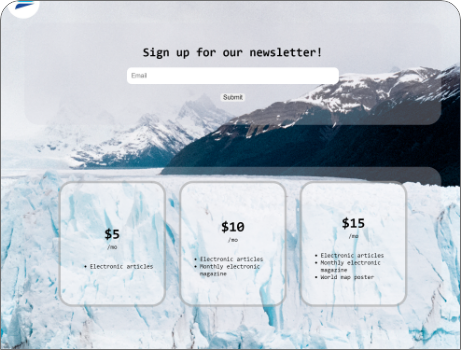 Sign up for our newsletter!
Email
Submit
$5
/mo
• Electronic articles
$10
/mo
• Electronic articles
• Monthly electronic
magazine
$15
/mo
• Electronic articles
• Monthly electronic
magazine
• World map poster